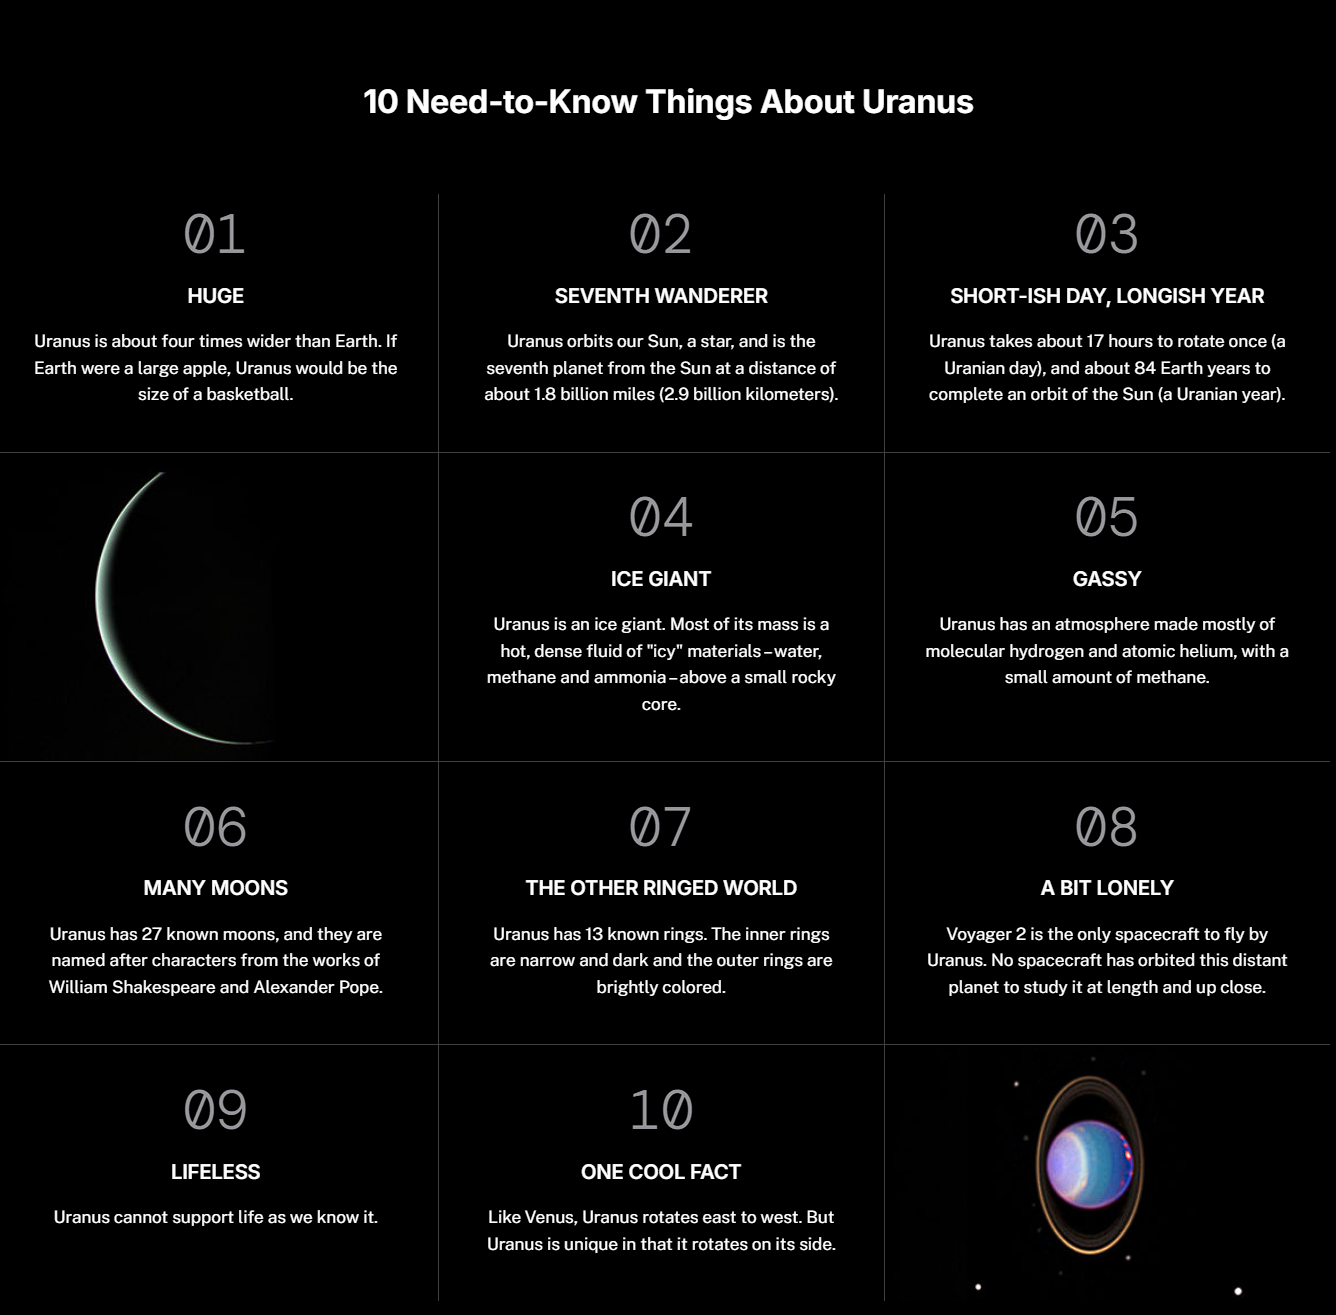 10 Need-to-Know Things About Uranus
01
HUGE
Uranus is about four times wider than Earth. If
Earth were a large apple, Uranus would be the
size of a basketball.
02
SEVENTH WANDERER
Uranus orbits our Sun, a star, and is the
seventh planet from the Sun at a distance of
about 1.8 billion miles (2.9 billion kilometers).
03
SHORT-ISH DAY, LONGISH YEAR
Uranus takes about 17 hours to rotate once (a
Uranian day), and about 84 Earth years to
complete an orbit of the Sun (a Uranian year).
04
ICE GIANT
Uranus is an ice giant. Most of its mass is a
hot, dense fluid of "icy" materials – water,
methane and ammonia – above a small rocky
core.
05
GASSY
Uranus has an atmosphere made mostly of
molecular hydrogen and atomic helium, with a
small amount of methane.
06
MANY MOONS
Uranus has 27 known moons, and they are
named after characters from the works of
William Shakespeare and Alexander Pope.
07
THE OTHER RINGED WORLD
Uranus has 13 known rings. The inner rings
are narrow and dark and the outer rings are
brightly colored.
08
A BIT LONELY
Voyager 2 is the only spacecraft to fly by
Uranus. No spacecraft has orbited this distant
planet to study it at length and up close.
09
LIFELESS
Uranus cannot support life as we know it.
10
ONE COOL FACT
Like Venus, Uranus rotates east to west. But
Uranus is unique in that it rotates on its side.